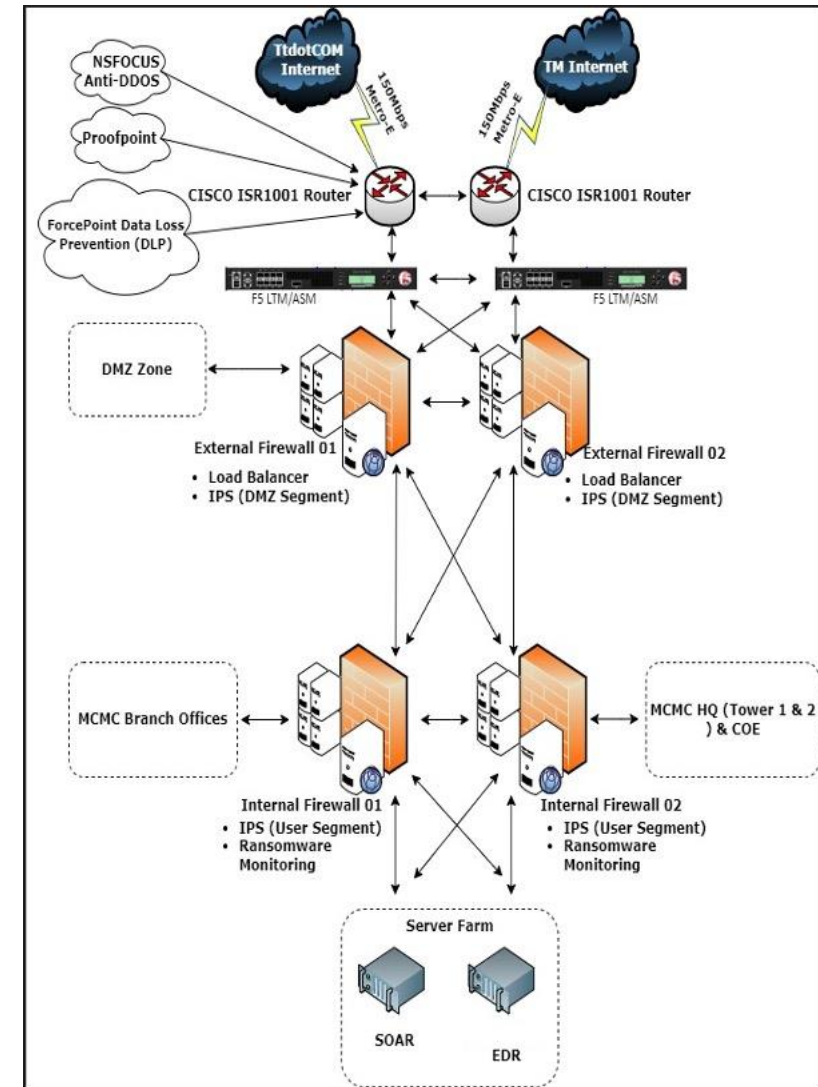 TtdotCOM
Internet
TM Internet
NSFOCUS
Anti-DDOS
150Mbps
Metro-E
150Mbps
Metro-E
Proofpoint
CISCO ISR1001 Router
CISCO ISR1001 Router
ForcePoint Data Loss
Prevention (DLP)
F5 LTM/ASM
F5 LTM/ASM
DMZ Zone
External Firewall 01
• Load Balancer
• IPS (DMZ Segment)
External Firewall 02
• Load Balancer
• IPS (DMZ Segment)
MCMC Branch Offices
MCMC HQ (Tower 1 & 2
) & COE
Internal Firewall 01
• IPS (User Segment)
• Ransomware
Monitoring
Internal Firewall 02
• IPS (User Segment)
• Ransomware
Monitoring
Server Farm
SOAR
EDR